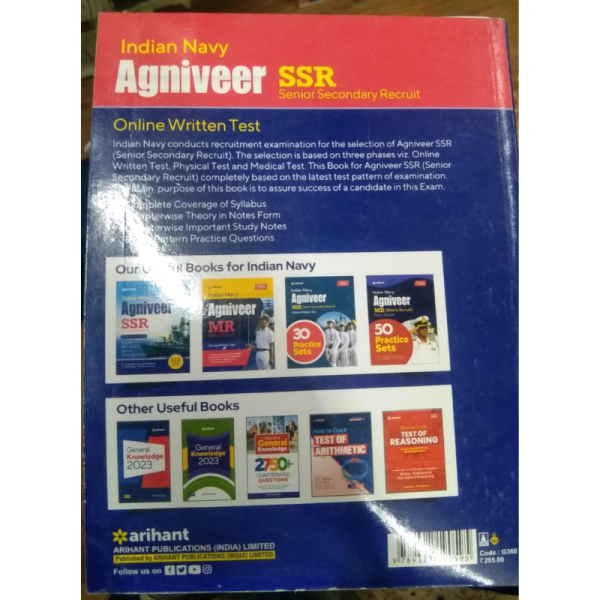 Indian Navy
Agniveer SSR
Senior Secondary Recruit
Online Written Test
Indian Navy conducts recruitment examination for the selection of Agniveer SSR
(Senior Secondary Recruit). The selection is based on three phases viz. Online
Written Test, Physical Test and Medical Test. This Book for Agniveer SSR (Senior
Secondary Recruit) completely based on the latest test pattern of examination.
purpose of this book is to assure success of a candidate in this Exam.
Coverage of Syllabus
Theory in Notes Form
Important Study Notes
Pattern Practice Questions
Our Books for Indian Navy
Agniveer
SSR
Indian Navy
Agniveer
MR
Indian Navy
Agniveer
30
Practice
Sets
Indian Navy
Agniveer
MR
50
Practice
Sets
Other Useful Books
General
Knowledge
2023
General
Knowledge
2023
General
Knowledge
2750+
CHAPTERWISE
QUESTIONS
How to Crack
TEST OF
ARITHMETIC
How to Crack
TEST OF
REASONING
arihant
ARIHANT PUBLICATIONS (INDIA) LIMITED
Published by ARIHANT PUBLICATIONS (INDIA) LIMITED
Follow us on
Code : G360
₹295.00